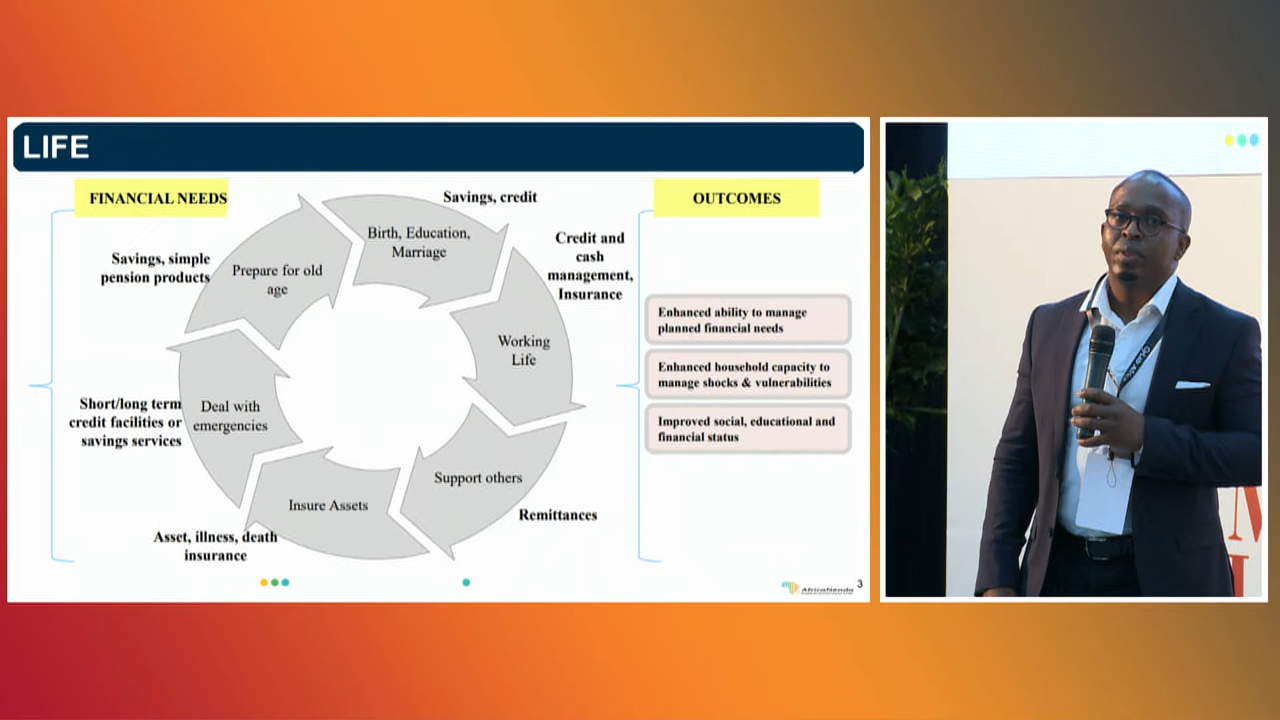 LIFE
FINANCIAL NEEDS
Savings, credit
OUTCOMES
Birth, Education,
Marriage
Credit and
cash
management,
Insurance
Savings, simple
pension products
Prepare for old
age
Working
Life
Enhanced ability to manage
planned financial needs
Enhanced household capacity to
manage shocks & vulnerabilities
Improved social, educational and
financial status
Short/long term
credit facilities or
savings services
Deal with
emergencies
Support others
Insure Assets
Remittances
Asset, illness, death
insurance
AfricaNenda
3